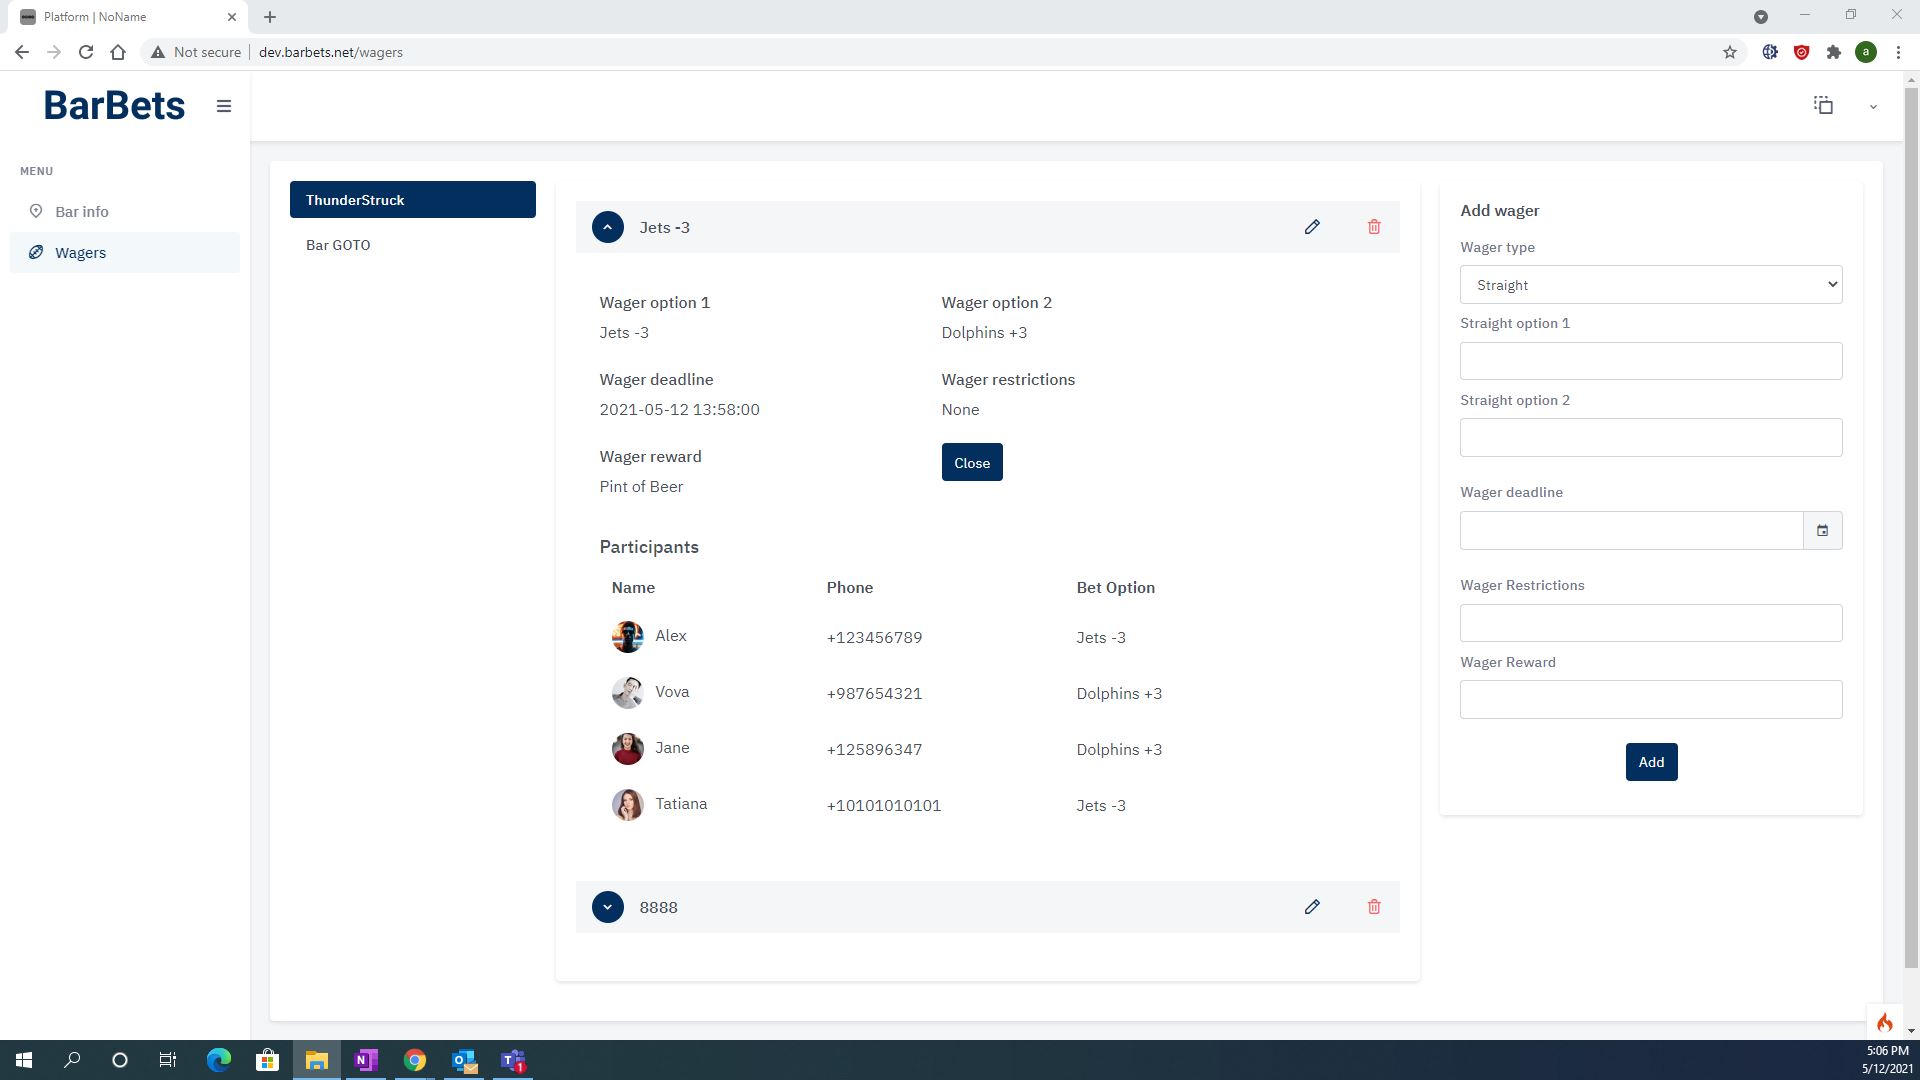 Platform | NoName
Not secure
dev.barbets.net/wagers
a
BarBets
MENU
Bar info
Wagers
ThunderStruck
Bar GOTO
Jets -3
Wager option 1
Jets -3
Wager option 2
Dolphins +3
Wager deadline
2021-05-12 13:58:00
Wager restrictions
None
Wager reward
Pint of Beer
Close
Participants
Name Phone Bet Option
Alex +123456789 Jets -3
Vova +987654321 Dolphins +3
Jane +125896347 Dolphins +3
Tatiana +10101010101 Jets -3
8888
Add wager
Wager type
Straight
Straight option 1
Straight option 2
Wager deadline
Wager Restrictions
Wager Reward
Add
N
O
T
1
5:06 PM
5/12/2021